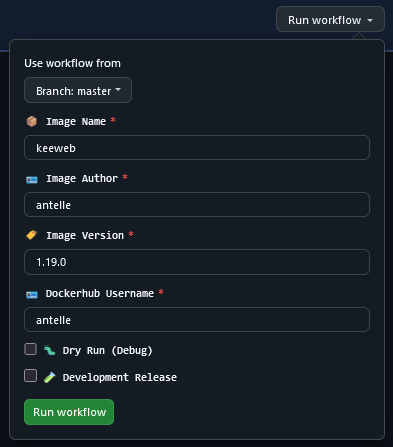 Run workflow
Use workflow from
Branch: master
📦 Image Name *
keeweb
🪪 Image Author *
antelle
🏷️ Image Version *
1.19.0
🪪 Dockerhub Username *
antelle
🐛 Dry Run (Debug)
🧪 Development Release
Run workflow